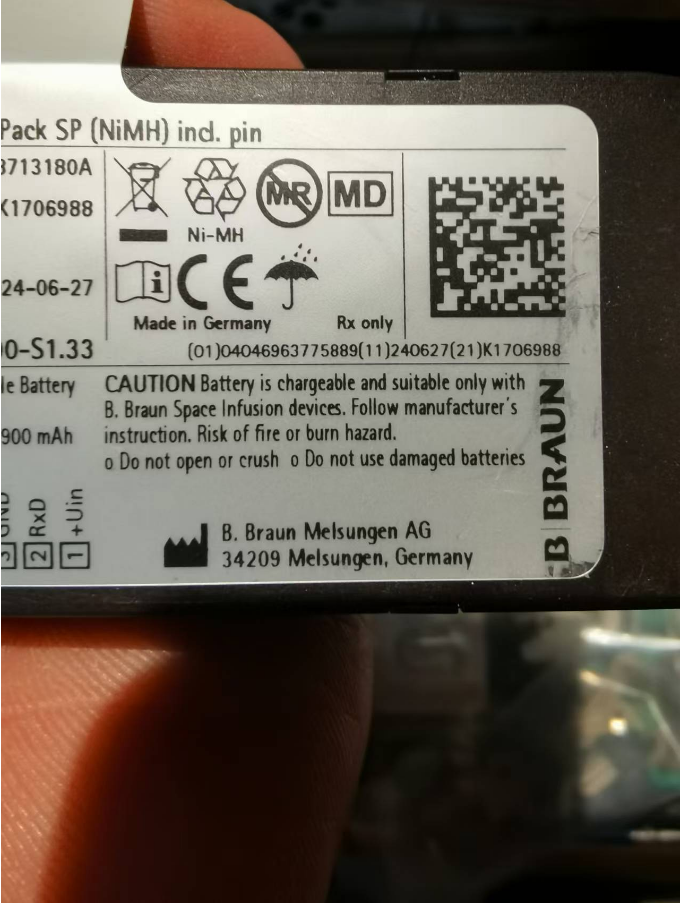 Pack SP (NiMH) incl. pin
3713180A
K1706988
MR MD
Ni-MH
24-06-27
i CE
Made in Germany Rx only
0-S1.33
(01)04046963775889(11)240627(21)K1706988
le Battery
900 mAh
CAUTION Battery is chargeable and suitable only with
B. Braun Space Infusion devices. Follow manufacturer's
instruction. Risk of fire or burn hazard.
o Do not open or crush o Do not use damaged batteries
3 GND
2 RxD
1 +Uin
B. Braun Melsungen AG
34209 Melsungen, Germany
B BRAUN